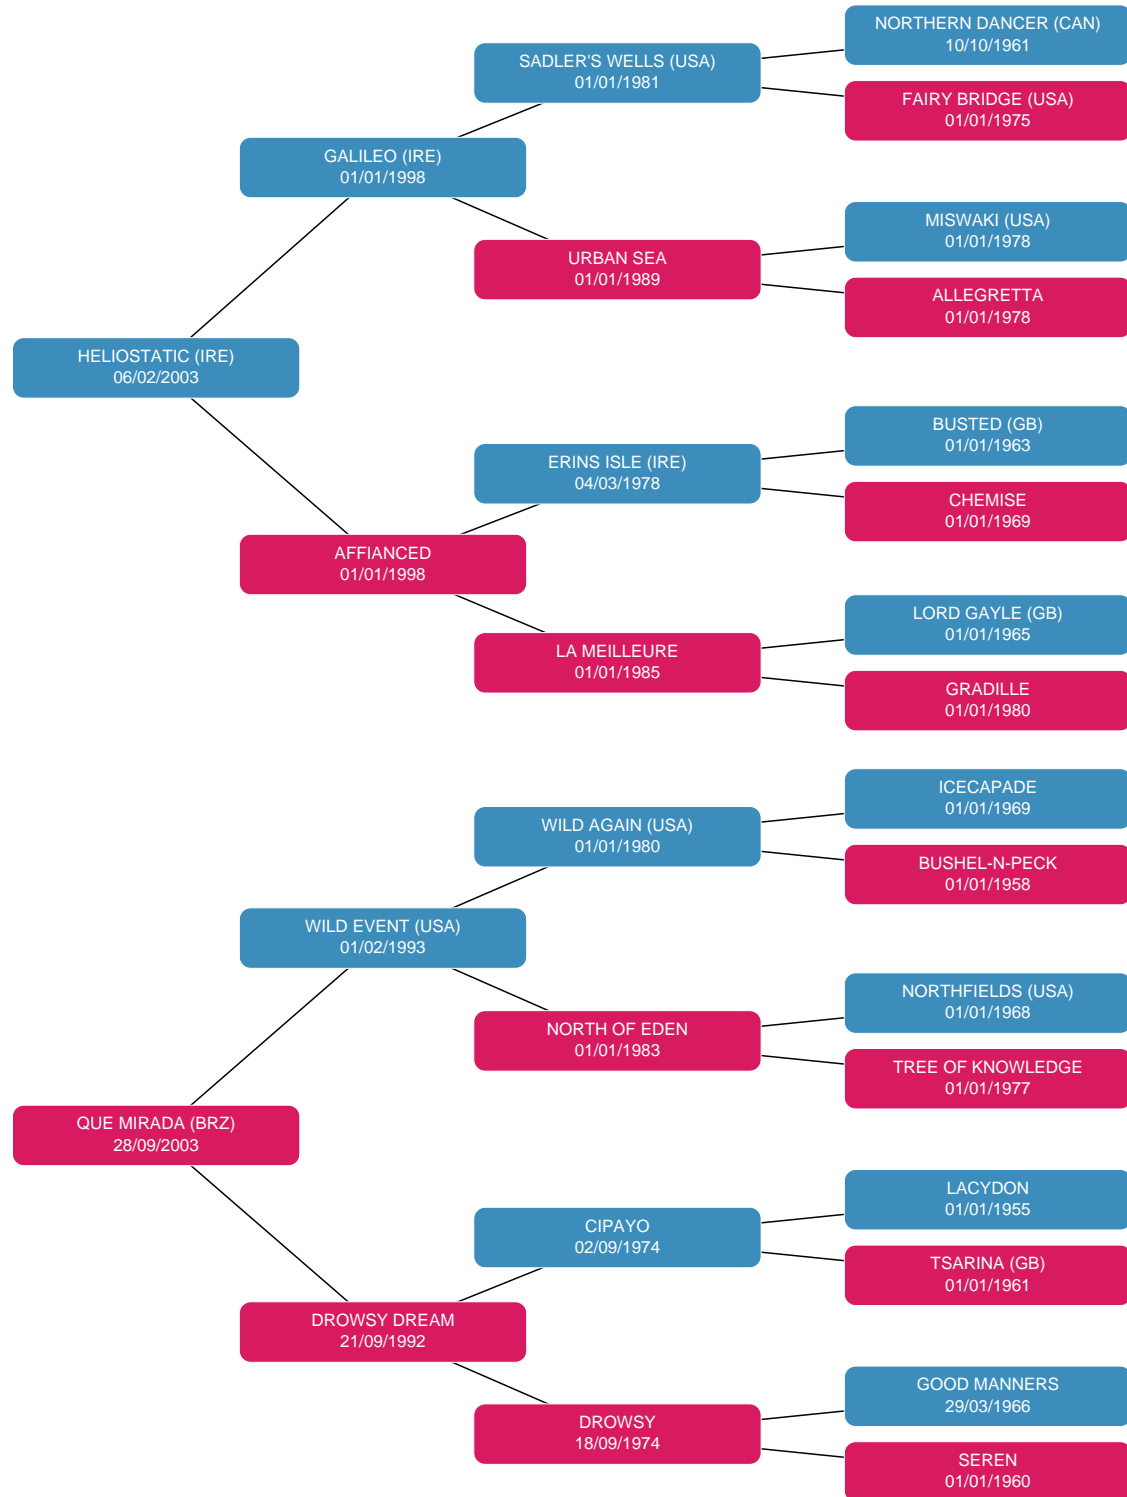 NORTHERN DANCER (CAN)
10/10/1961
SADLER'S WELLS (USA)
01/01/1981
FAIRY BRIDGE (USA)
01/01/1975
GALILEO (IRE)
01/01/1998
MISWAKI (USA)
01/01/1978
URBAN SEA
01/01/1989
ALLEGRETTA
01/01/1978
HELIOSTATIC (IRE)
06/02/2003
BUSTED (GB)
01/01/1963
ERINS ISLE (IRE)
04/03/1978
CHEMISE
01/01/1969
AFFIANCED
01/01/1998
LORD GAYLE (GB)
01/01/1965
LA MEILLEURE
01/01/1985
GRADILLE
01/01/1980
ICECAPADE
01/01/1969
WILD AGAIN (USA)
01/01/1980
BUSHEL-N-PECK
01/01/1958
WILD EVENT (USA)
01/02/1993
NORTHFIELDS (USA)
01/01/1968
NORTH OF EDEN
01/01/1983
TREE OF KNOWLEDGE
01/01/1977
QUE MIRADA (BRZ)
28/09/2003
LACYDON
01/01/1955
CIPAYO
02/09/1974
TSARINA (GB)
01/01/1961
DROWSY DREAM
21/09/1992
GOOD MANNERS
29/03/1966
DROWSY
18/09/1974
SEREN
01/01/1960